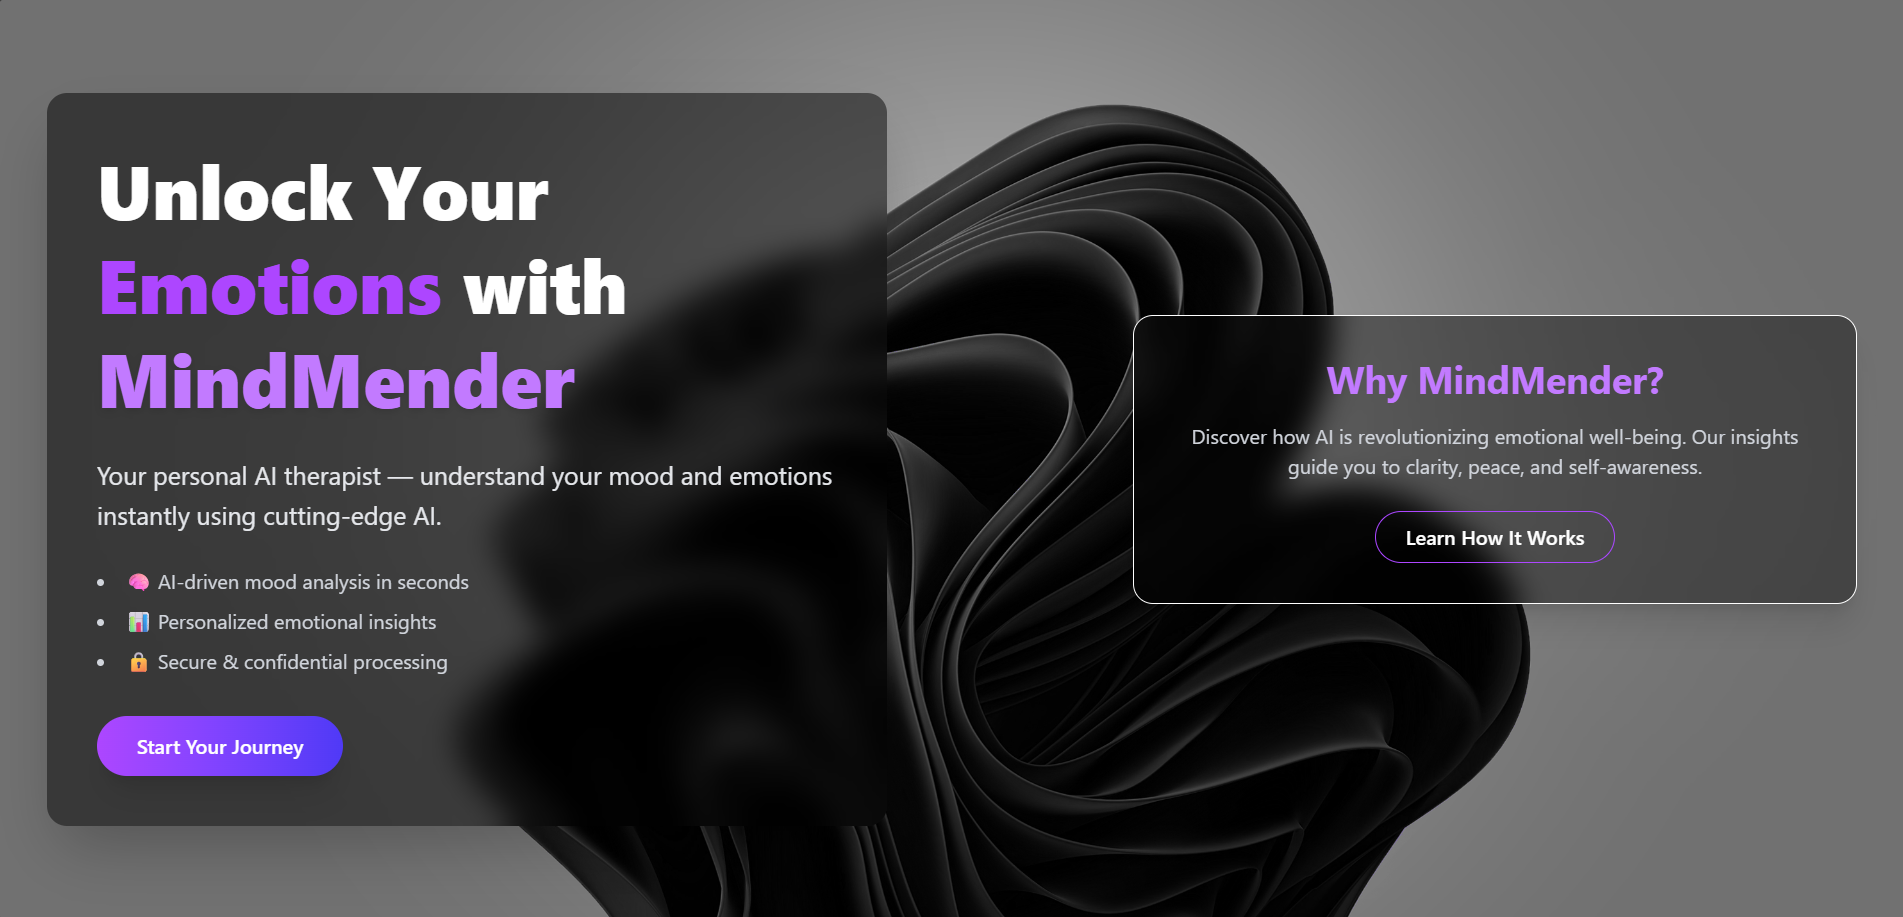 Unlock Your
Emotions with
MindMender
Your personal AI therapist — understand your mood and emotions
instantly using cutting-edge AI.
• 🧠 AI-driven mood analysis in seconds
• 📊 Personalized emotional insights
• 🔒 Secure & confidential processing
Start Your Journey
Why MindMender?
Discover how AI is revolutionizing emotional well-being. Our insights
guide you to clarity, peace, and self-awareness.
Learn How It Works